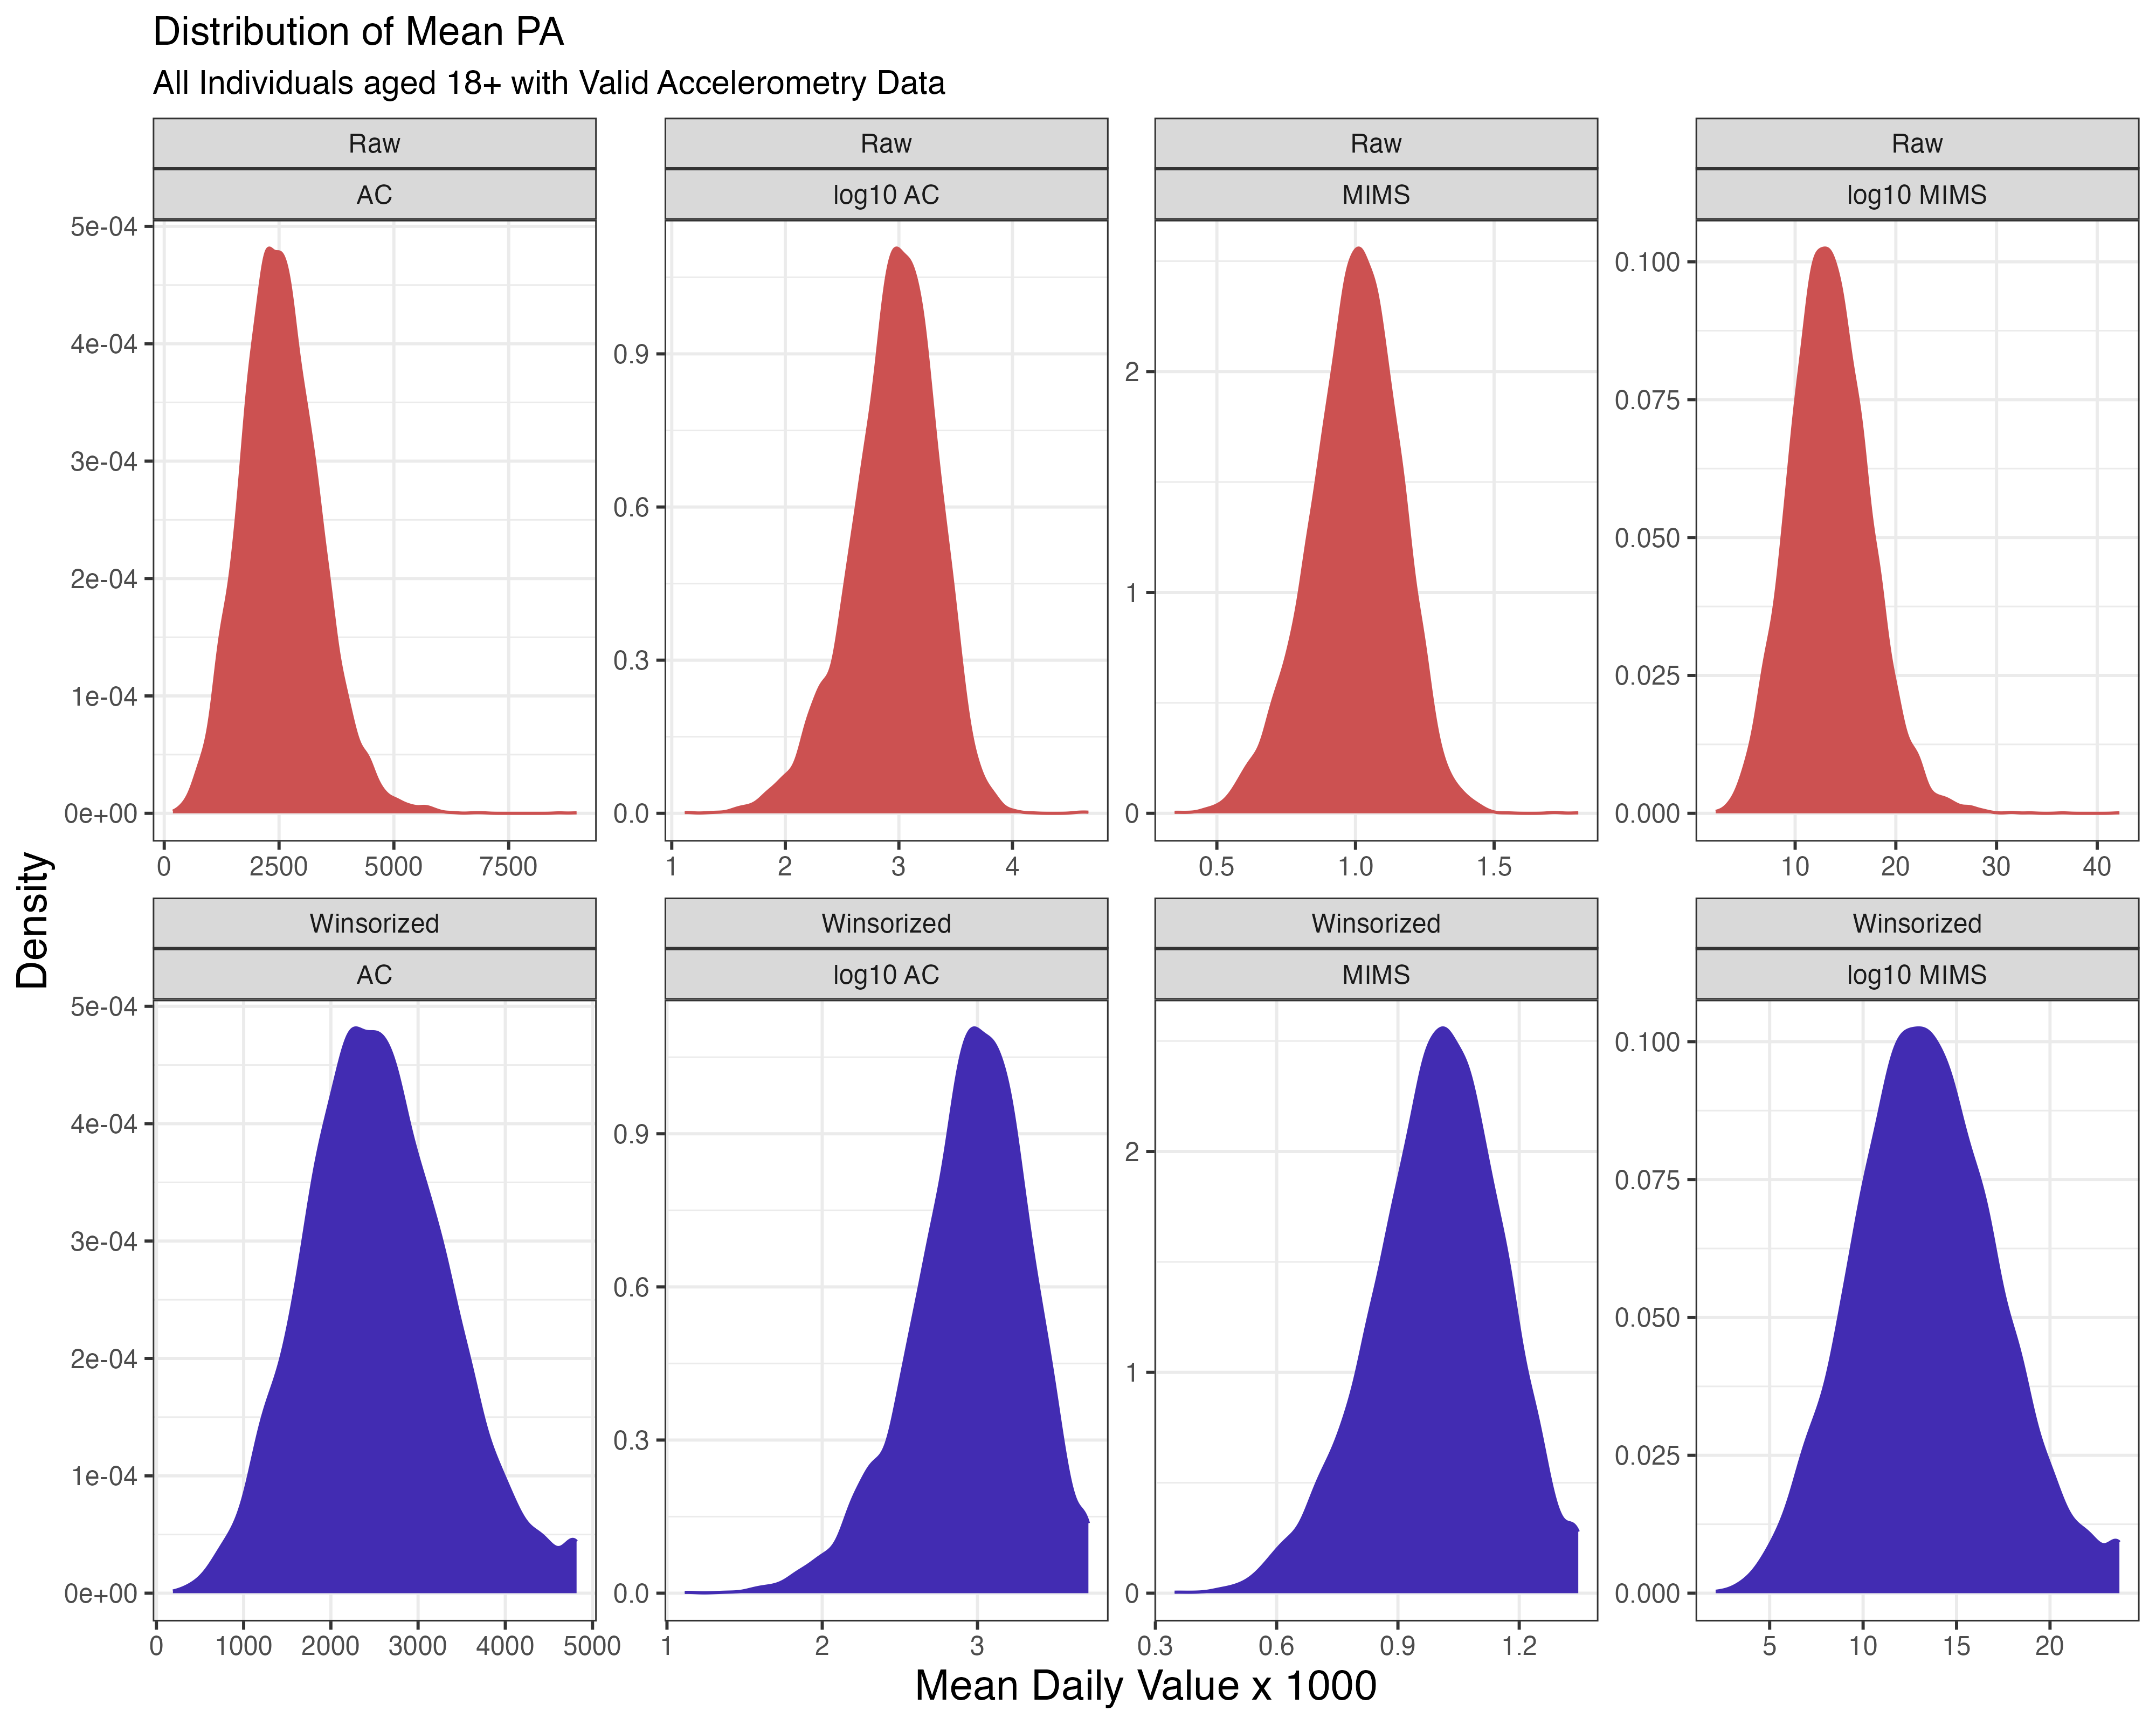 Distribution of Mean PA
All Individuals aged 18+ with Valid Accelerometry Data
Raw Raw Raw Raw
AC log10 AC MIMS log10 MIMS
5e-04
4e-04
3e-04
2e-04
1e-04
0e+00
0 2500 5000 7500
0.9
0.6
0.3
0.0
1 2 3 4
2
1
0
0.5 1.0 1.5
0.100
0.075
0.050
0.025
0.000
10 20 30 40
Density
Winsorized Winsorized Winsorized Winsorized
AC log10 AC MIMS log10 MIMS
5e-04
4e-04
3e-04
2e-04
1e-04
0e+00
0 1000 2000 3000 4000 5000
0.9
0.6
0.3
0.0
1 2 3
2
1
0
0.3 0.6 0.9 1.2
0.100
0.075
0.050
0.025
0.000
5 10 15 20
Mean Daily Value x 1000